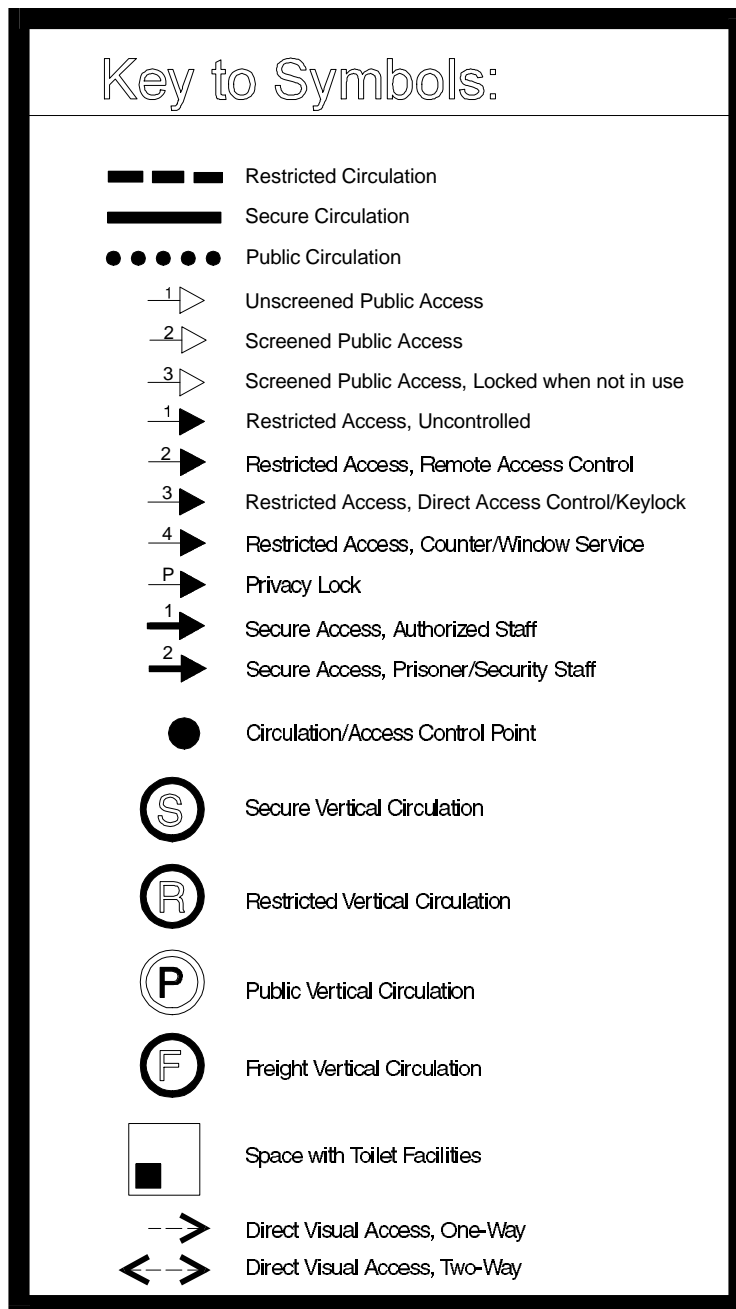 Key to Symbols:
Restricted Circulation
Secure Circulation
Public Circulation
1 Unscreened Public Access
2 Screened Public Access
3 Screened Public Access, Locked when not in use
1 Restricted Access, Uncontrolled
2 Restricted Access, Remote Access Control
3 Restricted Access, Direct Access Control/Keylock
4 Restricted Access, Counter/Window Service
P Privacy Lock
1 Secure Access, Authorized Staff
2 Secure Access, Prisoner/Security Staff
Circulation/Access Control Point
S Secure Vertical Circulation
R Restricted Vertical Circulation
P Public Vertical Circulation
F Freight Vertical Circulation
Space with Toilet Facilities
Direct Visual Access, One-Way
Direct Visual Access, Two-Way